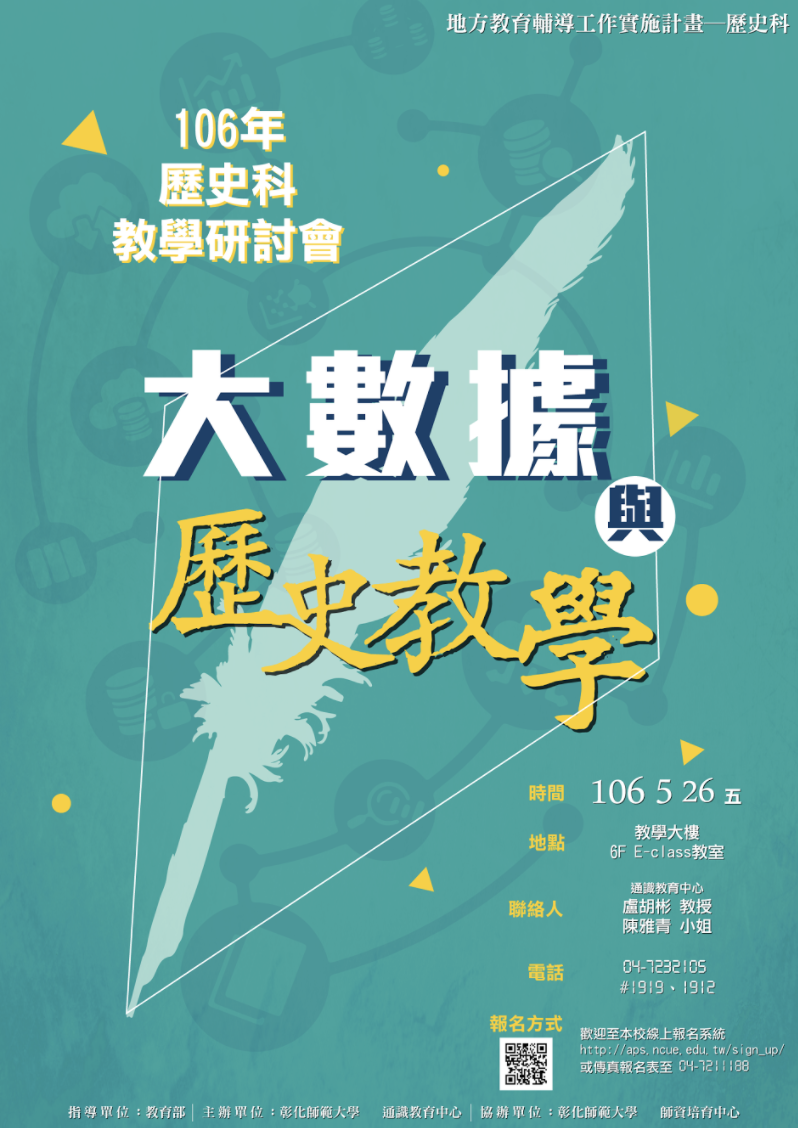 地方教育輔導工作實施計畫—歷史科
106年
歷史科
教學研討會
大數據
與
歷史教學
時間 106 5 26 五
地點 教學大樓
6F E-class教室
聯絡人 通識教育中心
盧胡彬 教授
陳雅青 小姐
電話 04-7232105
#1919、1912
報名方式 歡迎至本校線上報名系統
http://aps.ncue.edu.tw/sign_up/
或傳真報名表至 04-7211188
指導單位:教育部│主辦單位:彰化師範大學 通識教育中心│協辦單位:彰化師範大學 師資培育中心